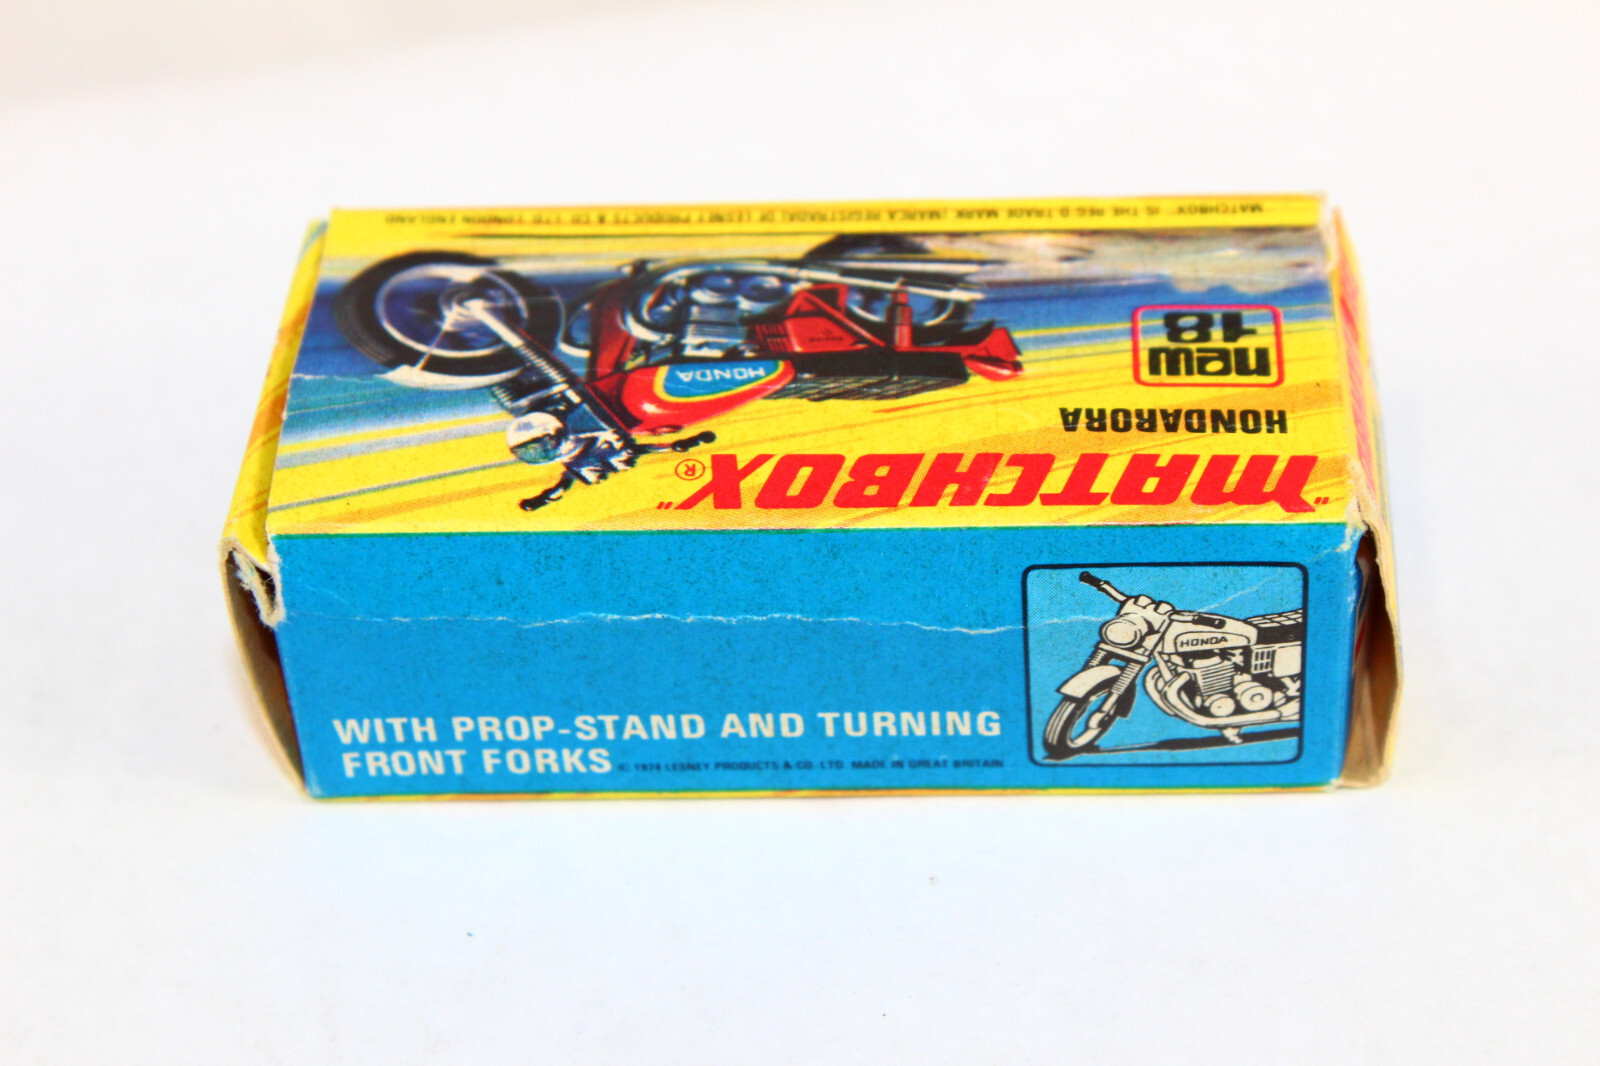 "MATCHBOX"®
HONDARORA
new
18
HONDA
"MATCHBOX" IS THE REG'D TRADE MARK (MARCA REGISTRADA) OF LESNEY PRODUCTS & CO. LTD. LONDON ENGLAND
HONDA
WITH PROP-STAND AND TURNING
FRONT FORKS © 1974 LESNEY PRODUCTS & CO. LTD MADE IN GREAT BRITAIN